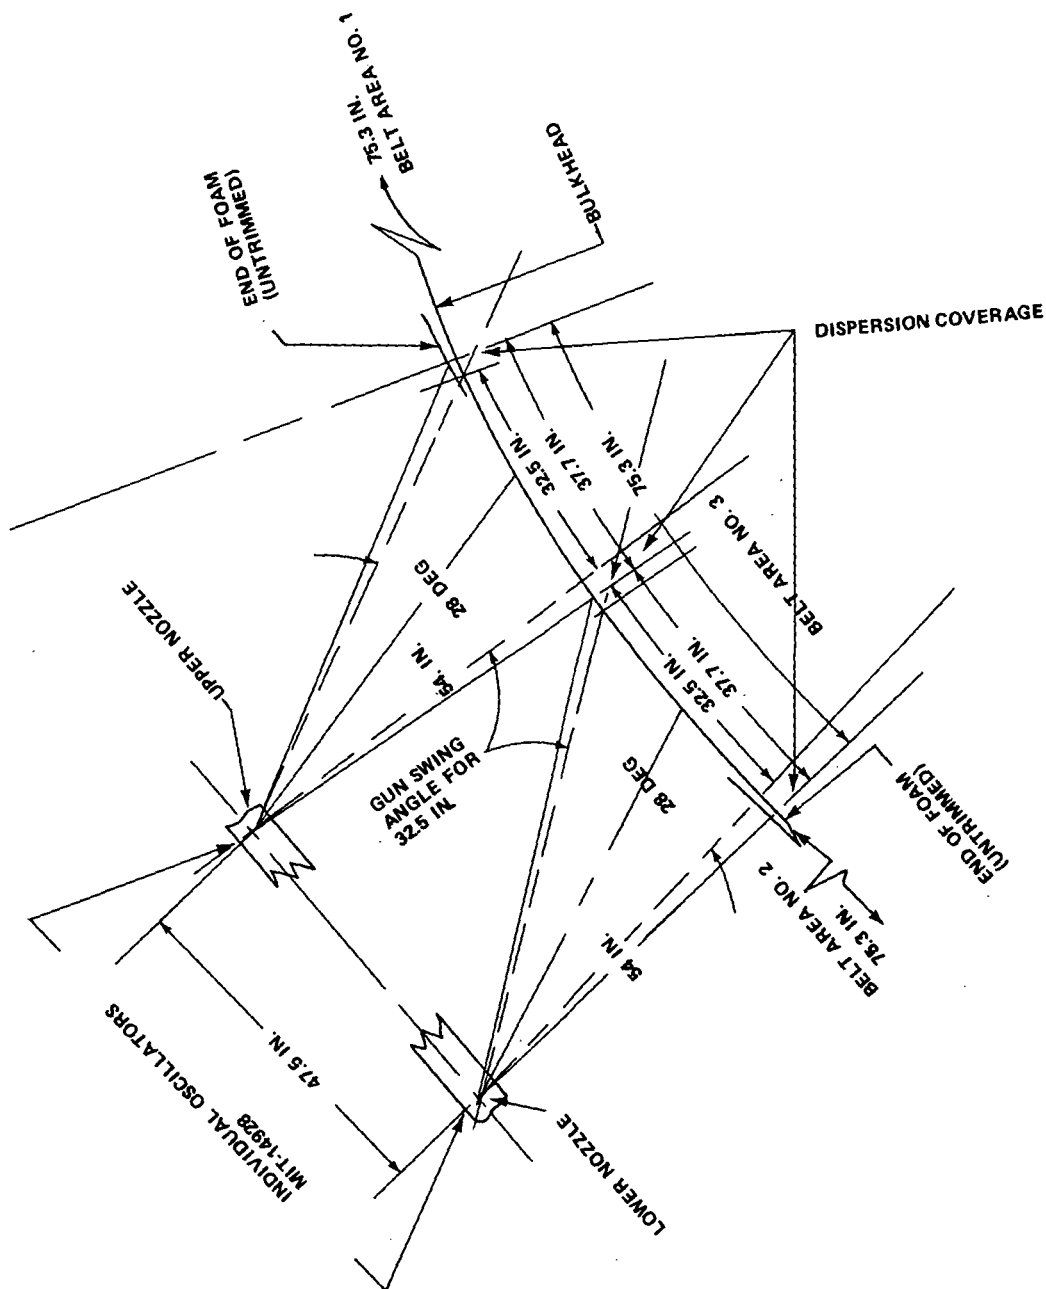 75.3 IN.
BELT AREA NO. 1
END OF FOAM
(UNTRIMMED)
BULKHEAD
DISPERSION COVERAGE
32.5 IN.
37.7 IN.
75.3 IN.
BELT AREA NO. 3
28 DEG
54. IN.
UPPER NOZZLE
GUN SWING
ANGLE FOR
32.5 IN.
32.5 IN.
37.7 IN.
28 DEG
54 IN.
END OF FOAM
(UNTRIMMED)
BELT AREA NO. 2
75.3 IN.
47.5 IN.
INDIVIDUAL OSCILLATORS
MIT-14928
LOWER NOZZLE